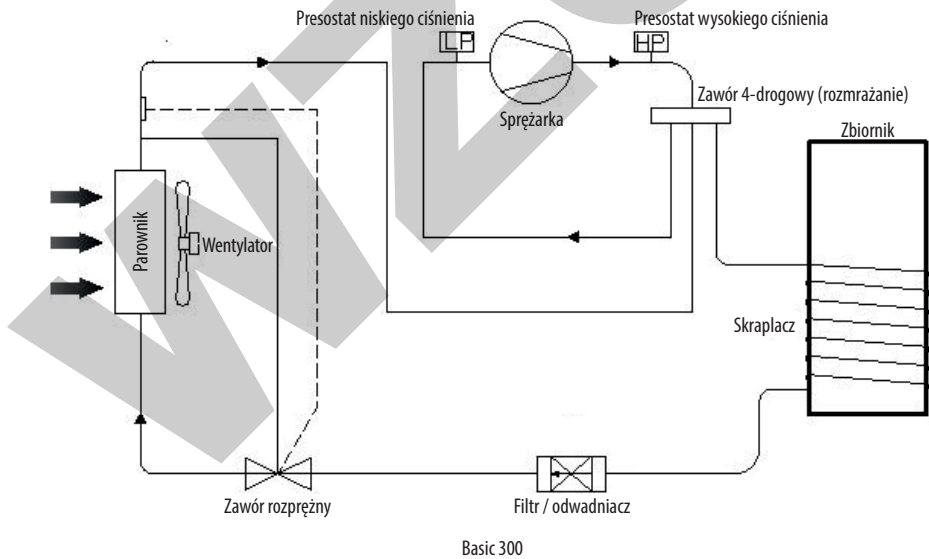 Presostat niskiego ciśnienia
Presostat wysokiego ciśnienia
LP
HP
Sprężarka
Zawór 4-drogowy (rozmrażanie)
Zbiornik
Parownik
Wentylator
Skraplacz
Zawór rozprężny
Filtr / odwadniacz
Basic 300